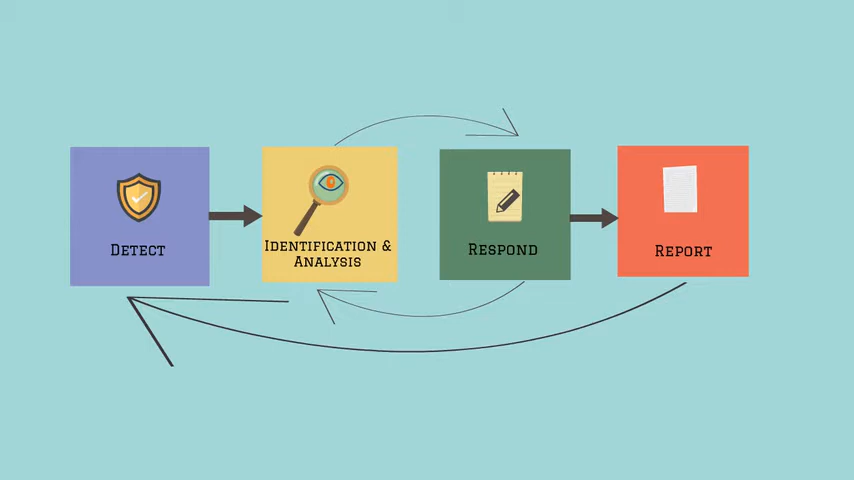 Detect
Identification &
Analysis
Respond
Report